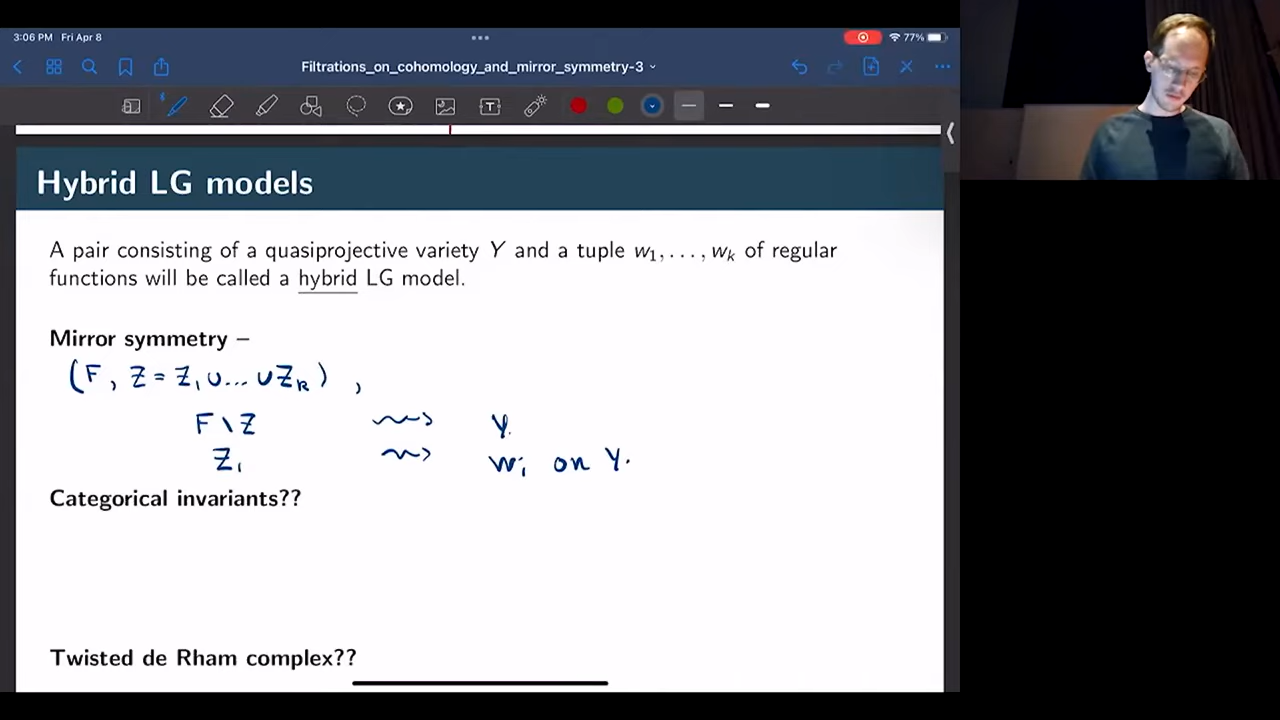 3:06 PM Fri Apr 8
77%
Filtrations_on_cohomology_and_mirror_symmetry-3
Hybrid LG models
A pair consisting of a quasiprojective variety Y and a tuple w₁, . . . , wₖ of regular
functions will be called a hybrid LG model.
Mirror symmetry –
(F, Z = Z₁ ∪ ... ∪ Zₖ) ,
F \ Z ⇝ Y.
Zᵢ ⇝ wᵢ on Y.
Categorical invariants??
Twisted de Rham complex??